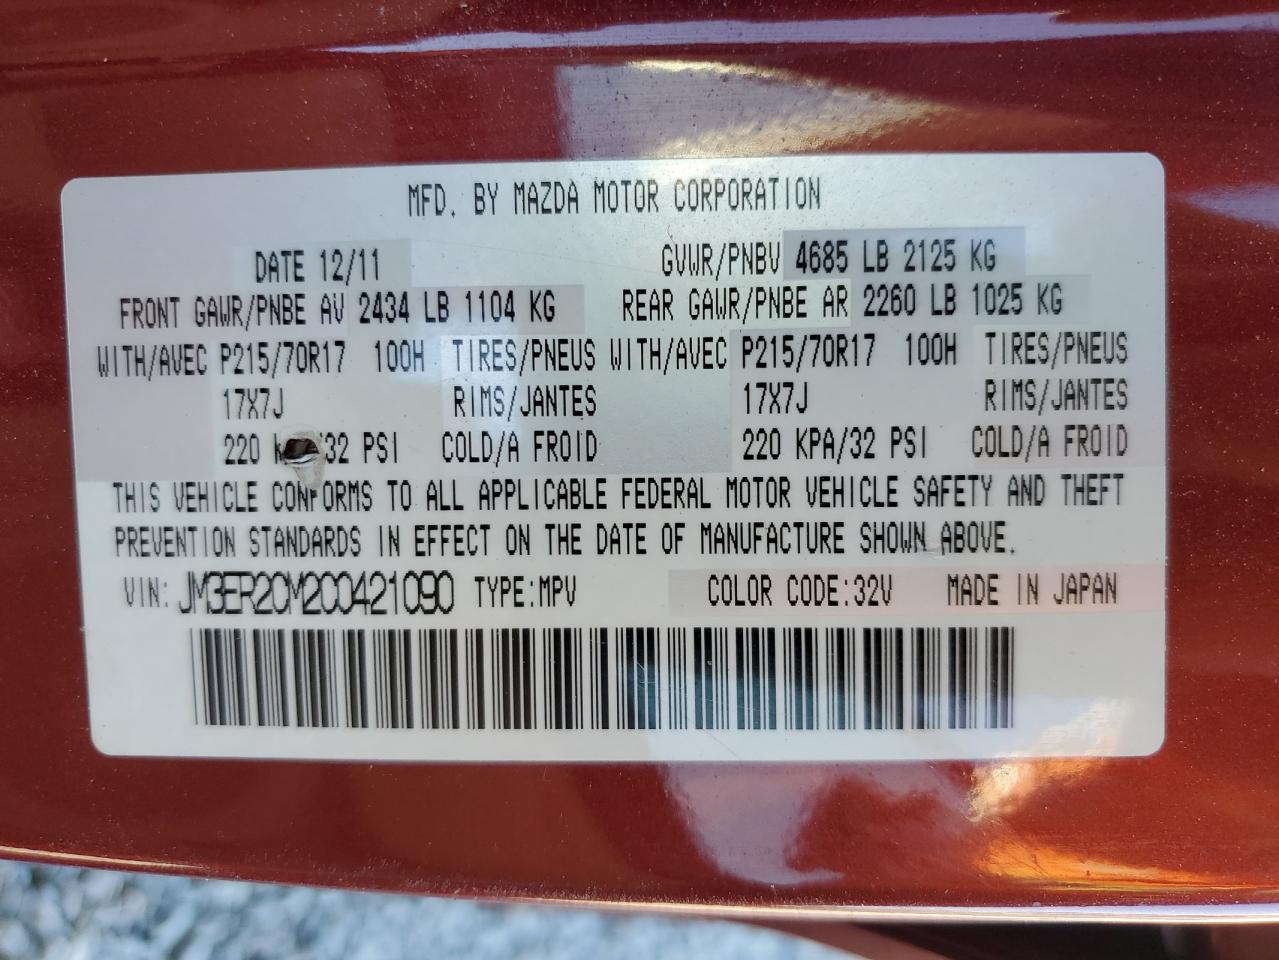 MFD. BY MAZDA MOTOR CORPORATION
DATE 12/11 GVWR/PNBV 4685 LB 2125 KG
FRONT GAWR/PNBE AV 2434 LB 1104 KG REAR GAWR/PNBE AR 2260 LB 1025 KG
WITH/AVEC P215/70R17 100H TIRES/PNEUS WITH/AVEC P215/70R17 100H TIRES/PNEUS
17X7J RIMS/JANTES 17X7J RIMS/JANTES
220 /32 PSI COLD/A FROID 220 KPA/32 PSI COLD/A FROID
THIS VEHICLE CONFORMS TO ALL APPLICABLE FEDERAL MOTOR VEHICLE SAFETY AND THEFT
PREVENTION STANDARDS IN EFFECT ON THE DATE OF MANUFACTURE SHOWN ABOVE.
VIN: JM3ER2CM2C0421090 TYPE:MPV COLOR CODE:32V MADE IN JAPAN